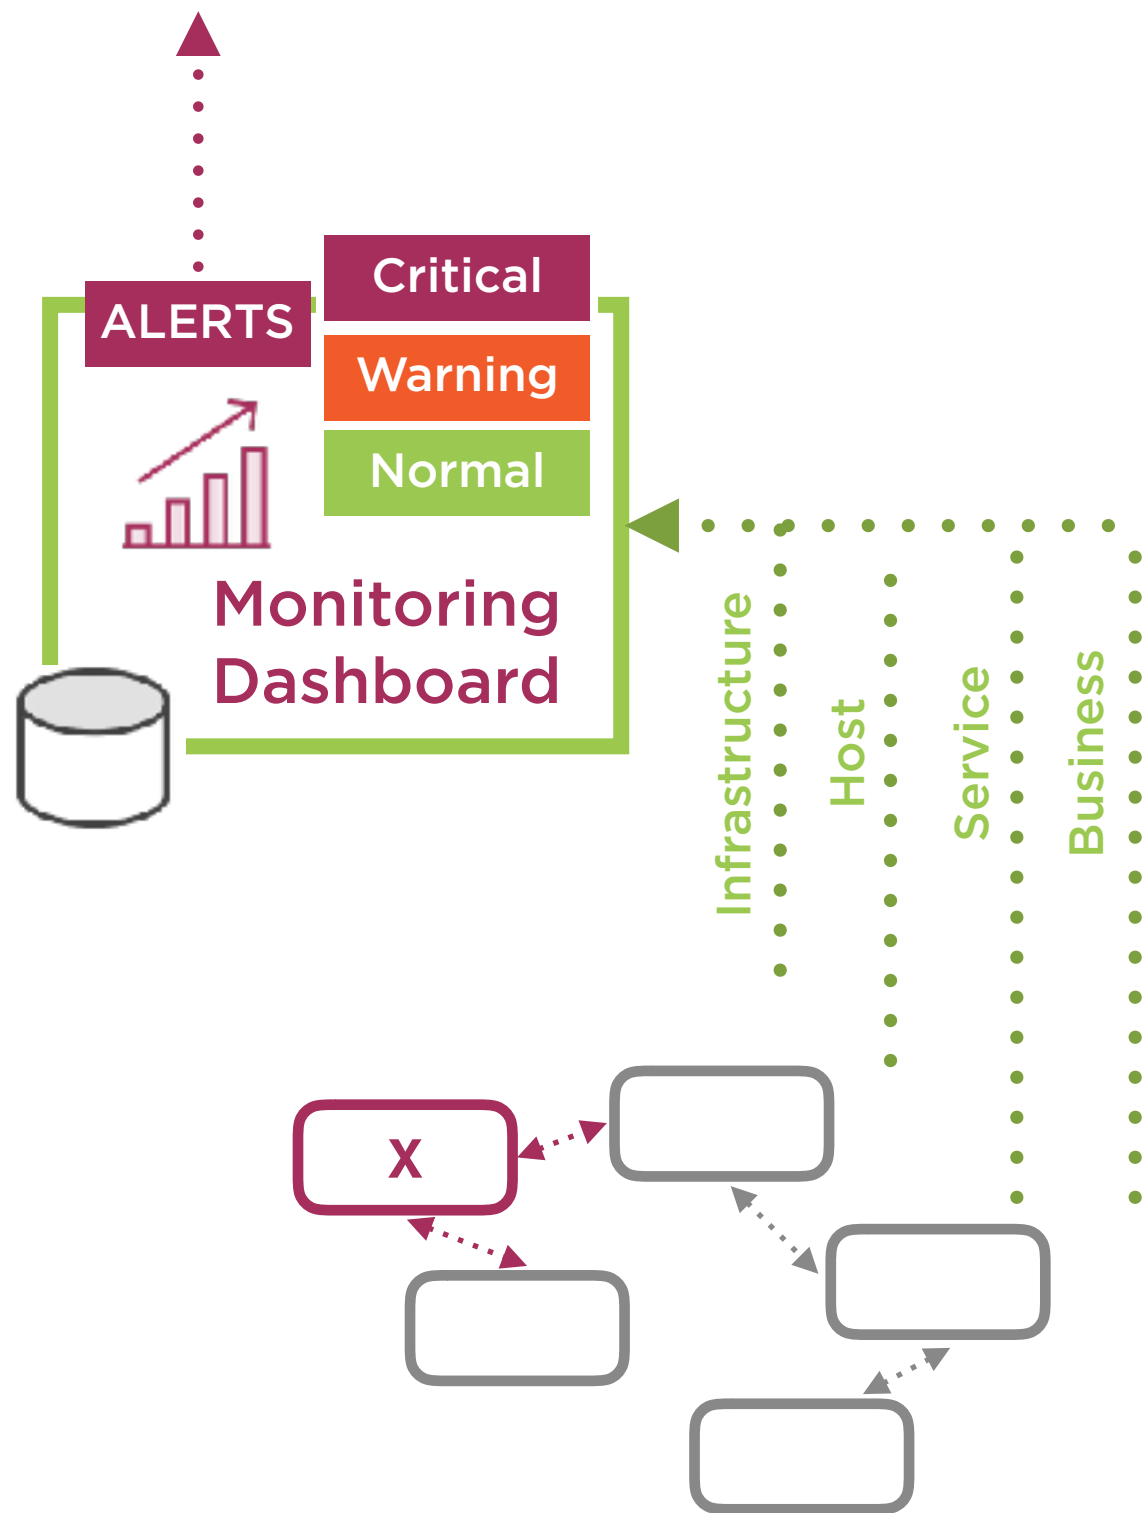 Critical
ALERTS
Warning
Normal
Monitoring
Dashboard
Infrastructure
Host
Service
Business
X